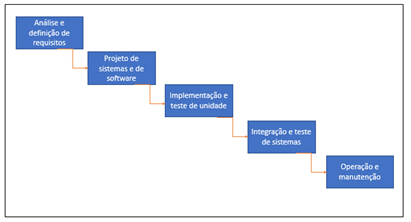 Análise e
definição de
requisitos
Projeto de
sistemas e de
software
Implementação e
teste de unidade
Integração e teste
de sistemas
Operação e
manutenção